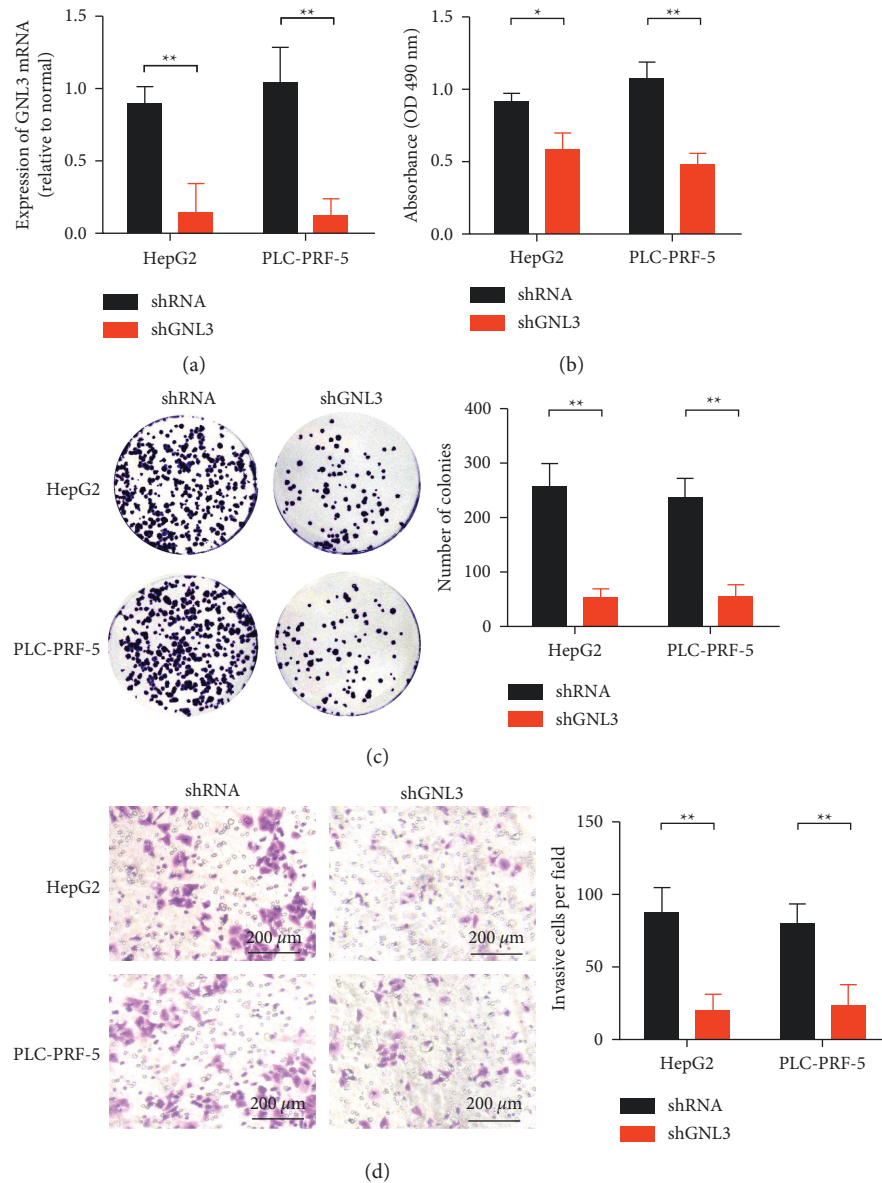 Expression of GNL3 mRNA
(relative to normal)
1.5
1.0
0.5
0.0
**
**
HepG2
PLC-PRF-5
shRNA
shGNL3
(a)
Absorbance (OD 490 nm)
1.5
1.0
0.5
0.0
*
**
HepG2
PLC-PRF-5
shRNA
shGNL3
(b)
shRNA
shGNL3
HepG2
PLC-PRF-5
Number of colonies
400
300
200
100
0
**
**
HepG2
PLC-PRF-5
shRNA
shGNL3
(c)
shRNA
shGNL3
HepG2
200 μm
200 μm
PLC-PRF-5
200 μm
200 μm
Invasive cells per field
150
100
50
0
**
**
HepG2
PLC-PRF-5
shRNA
shGNL3
(d)